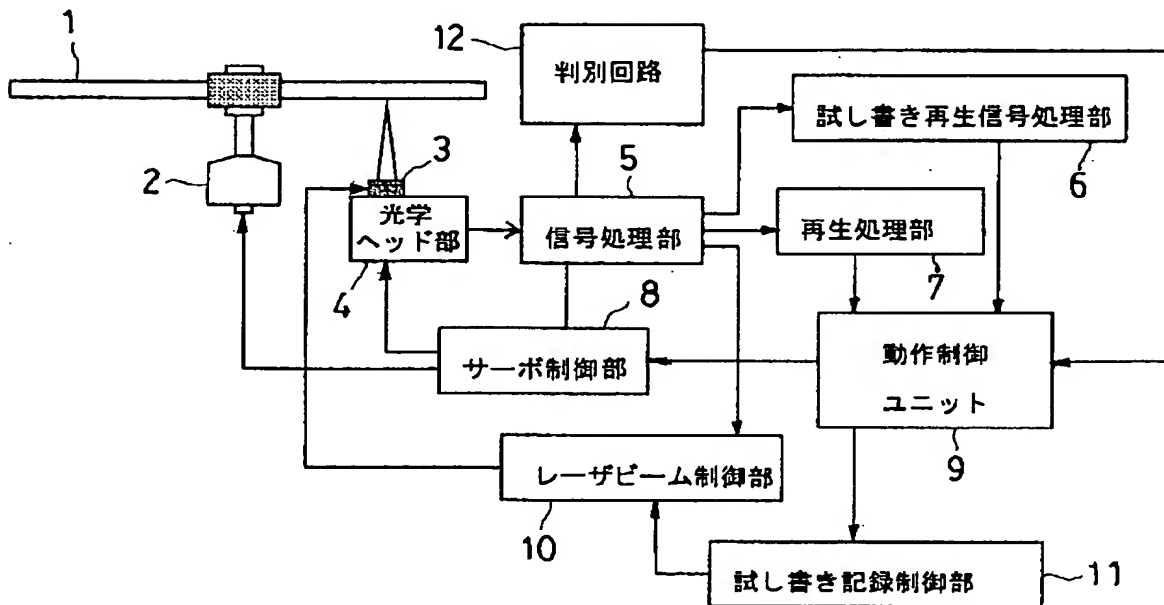 1
12
判別回路
試し書き再生信号処理部
6
2
3
光学
ヘッド部
4
5
信号処理部
再生処理部
7
8
サーボ制御部
動作制御
ユニット
9
レーザビーム制御部
10
試し書き記録制御部
11